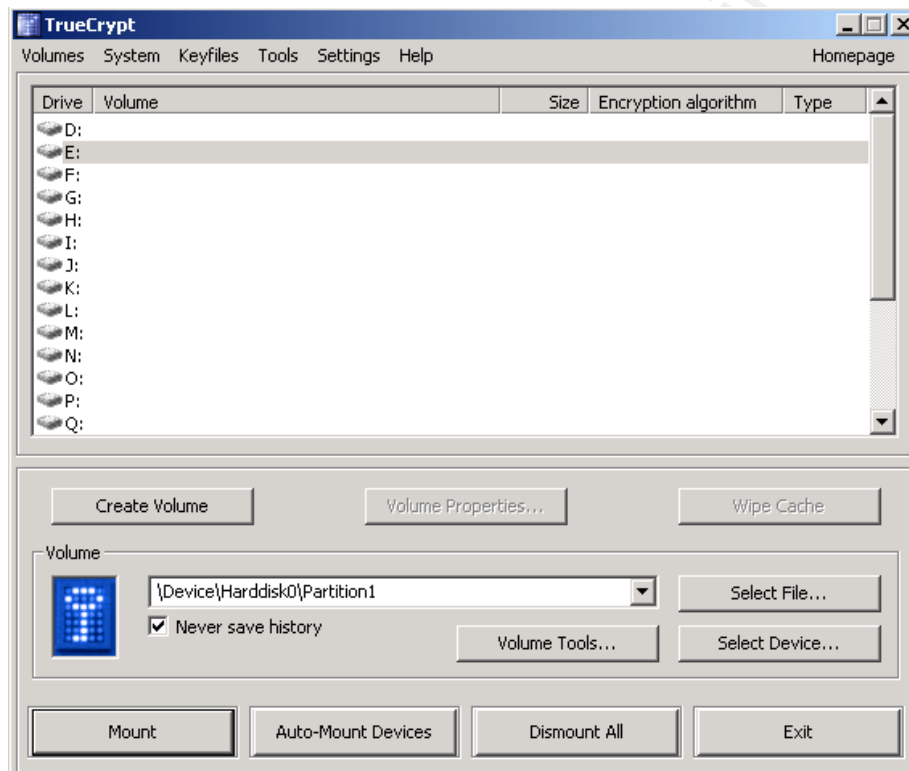 TrueCrypt
Volumes System Keyfiles Tools Settings Help Homepage
Drive Volume Size Encryption algorithm Type
D:
E:
F:
G:
H:
I:
J:
K:
L:
M:
N:
O:
P:
Q:
Create Volume Volume Properties... Wipe Cache
Volume
\Device\Harddisk0\Partition1 Select File...
Never save history
Volume Tools... Select Device...
Mount Auto-Mount Devices Dismount All Exit